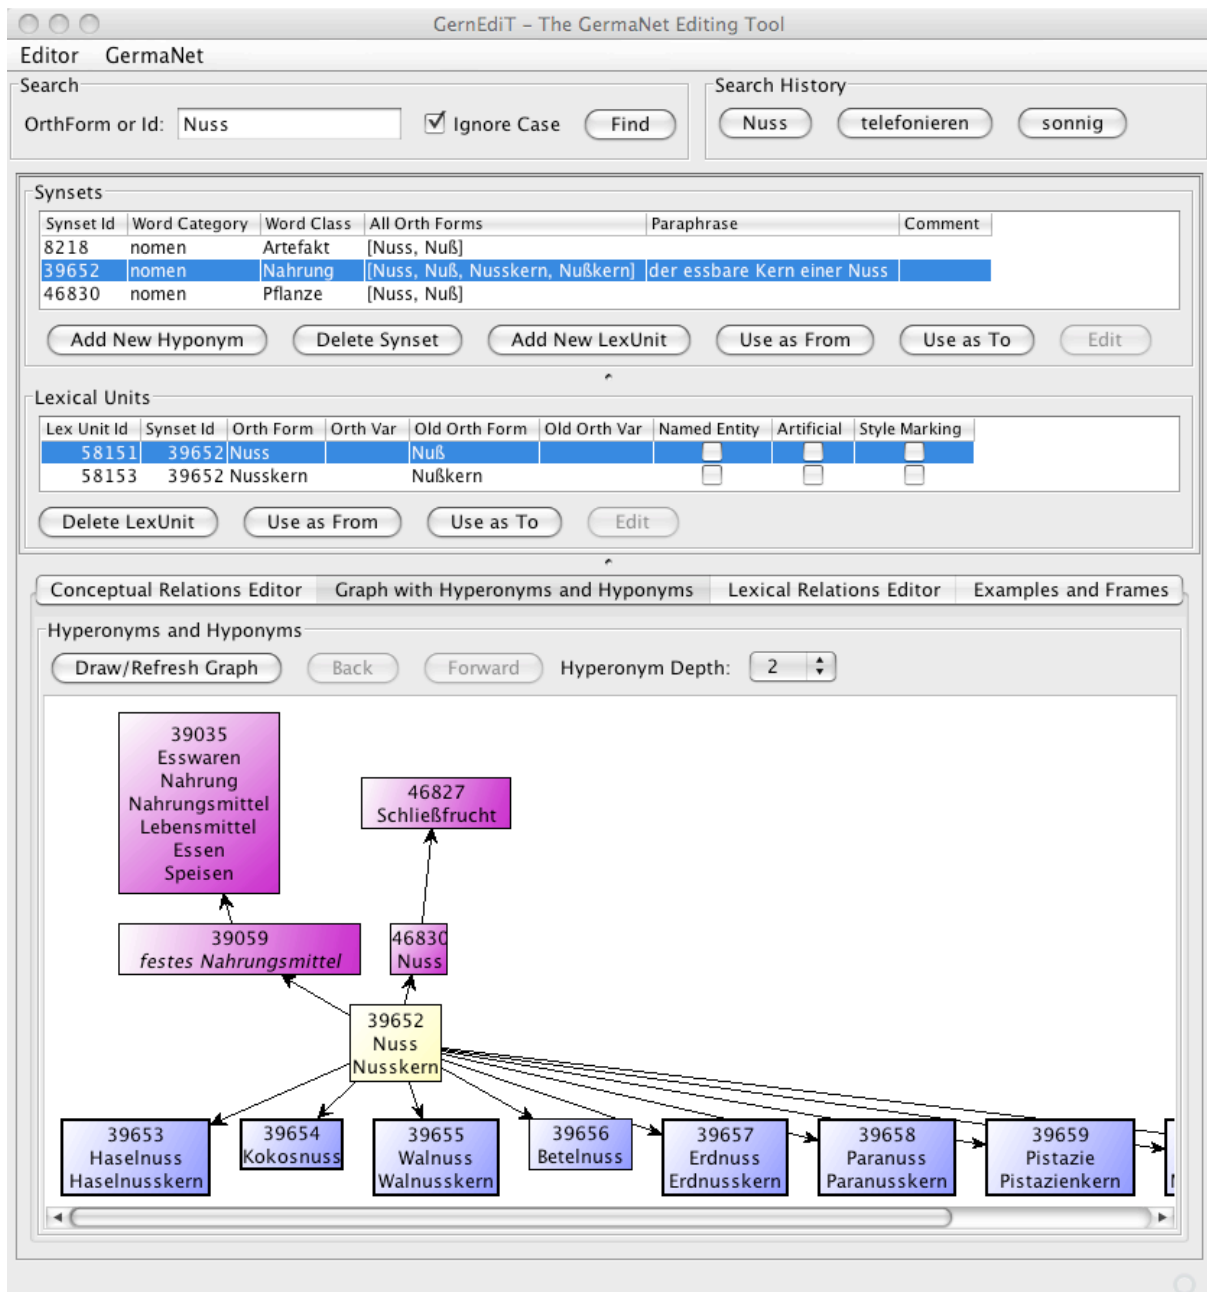 GernEdiT – The GermaNet Editing Tool
Editor GermaNet
Search
Search History
OrthForm or Id: Nuss Ignore Case Find
Nuss telefonieren sonnig
Synsets
Synset Id Word Category Word Class All Orth Forms Paraphrase Comment
8218 nomen Artefakt [Nuss, Nuß]
39652 nomen Nahrung [Nuss, Nuß, Nusskern, Nußkern] der essbare Kern einer Nuss
46830 nomen Pflanze [Nuss, Nuß]
Add New Hyponym Delete Synset Add New LexUnit Use as From Use as To Edit
Lexical Units
Lex Unit Id Synset Id Orth Form Orth Var Old Orth Form Old Orth Var Named Entity Artificial Style Marking
58151 39652 Nuss Nuß
58153 39652 Nusskern Nußkern
Delete LexUnit Use as From Use as To Edit
Conceptual Relations Editor Graph with Hyperonyms and Hyponyms Lexical Relations Editor Examples and Frames
Hyperonyms and Hyponyms
Draw/Refresh Graph Back Forward Hyperonym Depth: 2
39035
Esswaren
Nahrung
Nahrungsmittel
Lebensmittel
Essen
Speisen
46827
Schließfrucht
39059
festes Nahrungsmittel
46830
Nuss
39652
Nuss
Nusskern
39653
Haselnuss
Haselnusskern
39654
Kokosnuss
39655
Walnuss
Walnusskern
39656
Betelnuss
39657
Erdnuss
Erdnusskern
39658
Paranuss
Paranusskern
39659
Pistazie
Pistazienkern